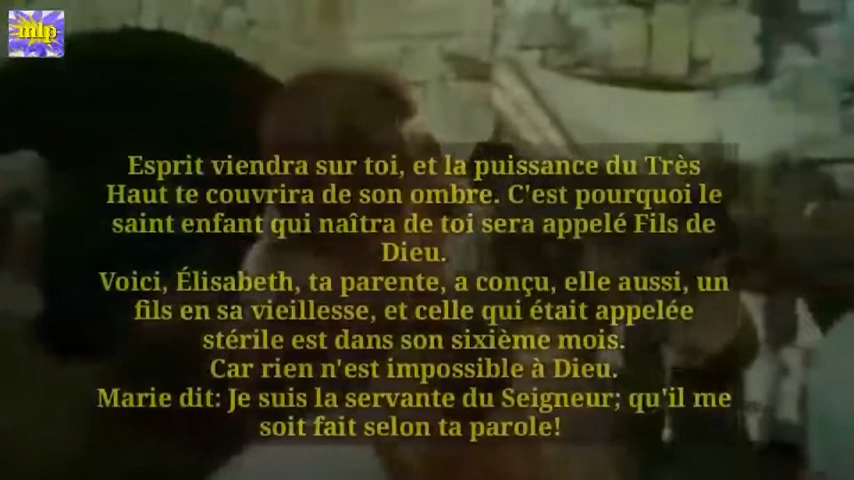 mlp
Esprit viendra sur toi, et la puissance du Très
Haut te couvrira de son ombre. C'est pourquoi le
saint enfant qui naîtra de toi sera appelé Fils de
Dieu.
Voici, Élisabeth, ta parente, a conçu, elle aussi, un
fils en sa vieillesse, et celle qui était appelée
stérile est dans son sixième mois.
Car rien n'est impossible à Dieu.
Marie dit: Je suis la servante du Seigneur; qu'il me
soit fait selon ta parole!